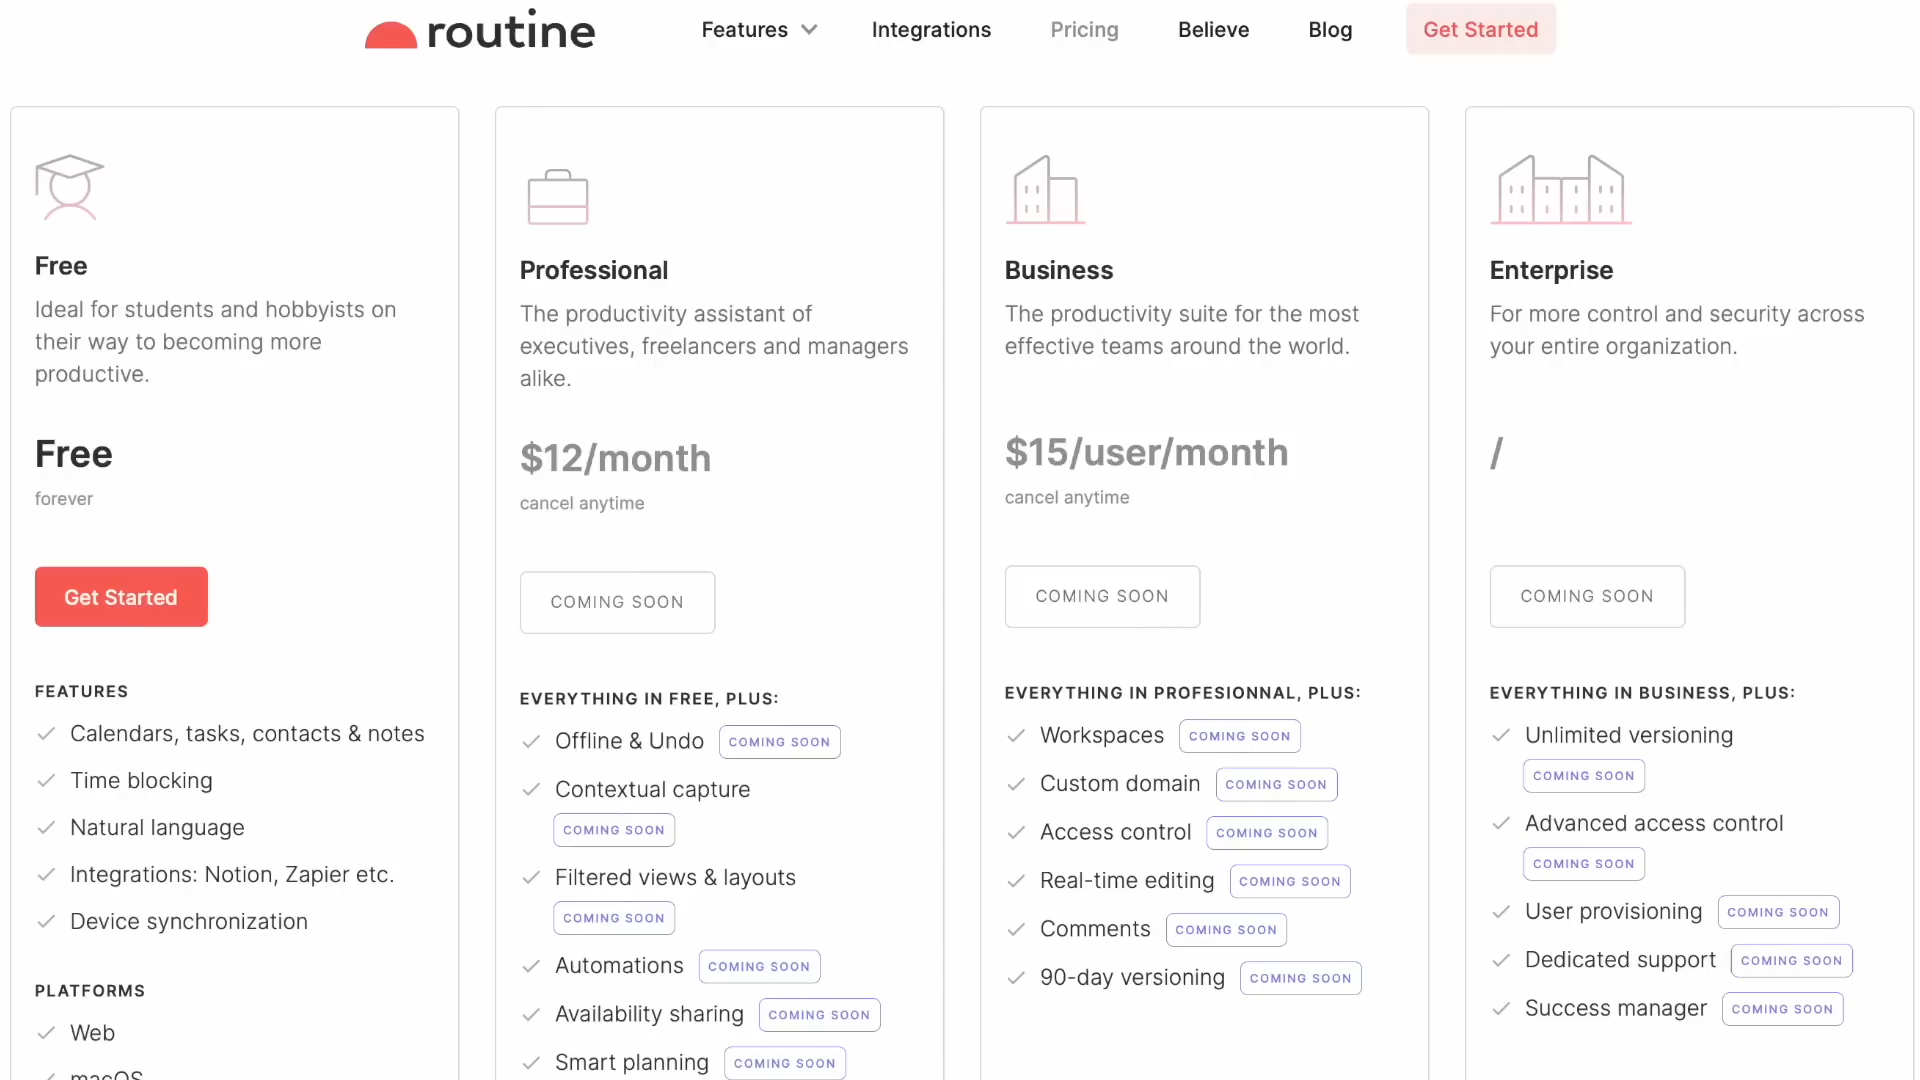 routine
Features
Integrations
Pricing
Believe
Blog
Get Started
Free
Ideal for students and hobbyists on
their way to becoming more
productive.
Free
forever
Get Started
FEATURES
Calendars, tasks, contacts & notes
Time blocking
Natural language
Integrations: Notion, Zapier etc.
Device synchronization
PLATFORMS
Web
macOS
Professional
The productivity assistant of
executives, freelancers and managers
alike.
$12/month
cancel anytime
COMING SOON
EVERYTHING IN FREE, PLUS:
Offline & Undo COMING SOON
Contextual capture
COMING SOON
Filtered views & layouts
COMING SOON
Automations COMING SOON
Availability sharing COMING SOON
Smart planning COMING SOON
Business
The productivity suite for the most
effective teams around the world.
$15/user/month
cancel anytime
COMING SOON
EVERYTHING IN PROFESIONNAL, PLUS:
Workspaces COMING SOON
Custom domain COMING SOON
Access control COMING SOON
Real-time editing COMING SOON
Comments COMING SOON
90-day versioning COMING SOON
Enterprise
For more control and security across
your entire organization.
/
COMING SOON
EVERYTHING IN BUSINESS, PLUS:
Unlimited versioning
COMING SOON
Advanced access control
COMING SOON
User provisioning COMING SOON
Dedicated support COMING SOON
Success manager COMING SOON